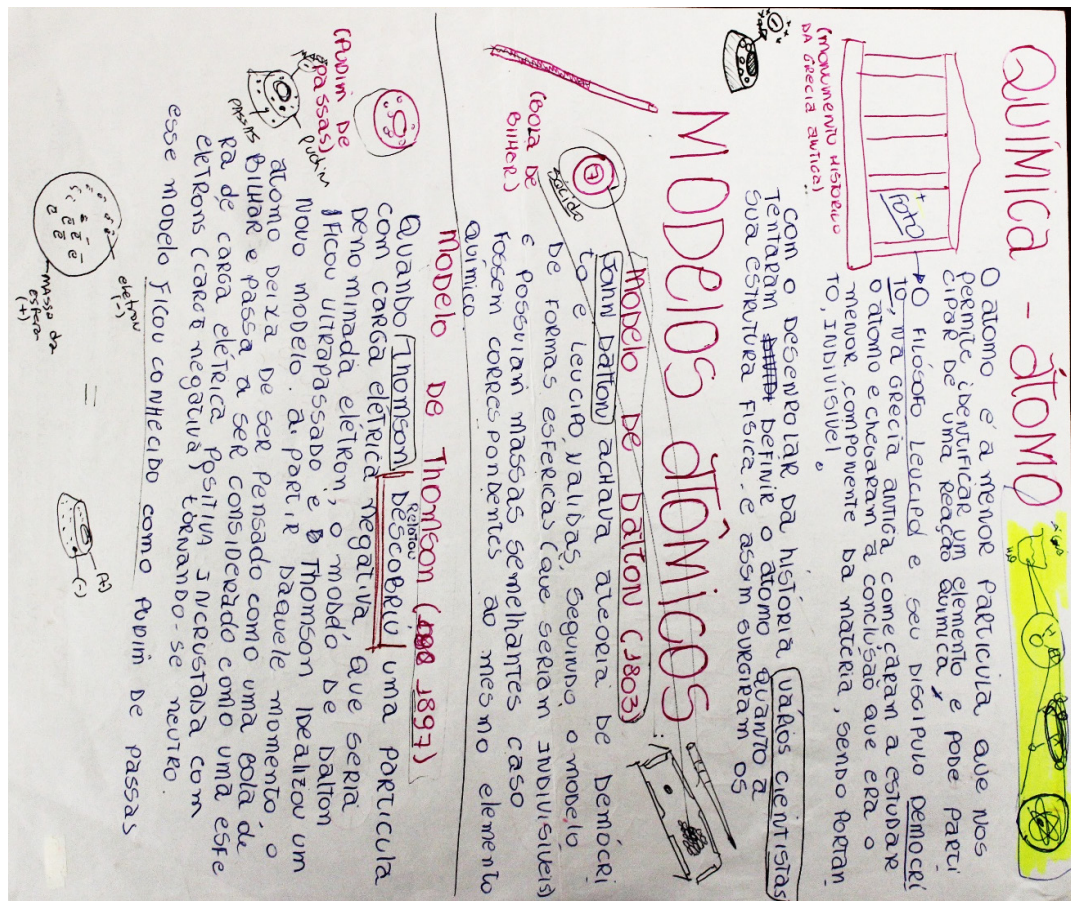 QUÍMICA - ÁTOMO
H₂O
O átomo é a menor partícula que nos
permite identificar um elemento e pode parti
cipar de uma reação química
Foto
(monumento histórico
da Grécia antiga)
O filósofo Leucipo e seu discípulo Demócri
to, na Grécia antiga começaram a estudar
o átomo e chegaram à conclusão que era o
menor componente da matéria, sendo portan
to, indivisível.
com o desenrolar da história vários cientistas
tentaram definir o átomo quanto a
sua estrutura física e assim surgiram os
MODELOS ATÔMICOS
Modelo de Dalton (1803)
7
sólido
(Bola de
Bilher)
Jonh Dalton achava a teoria de Demócri
to e Leucipo, validas, segundo o modelo
de formas esféricas (que seriam indivisíveis)
e possuiam massas semelhantes caso
fossem correspondentes ao mesmo elemento
químico
Modelo de Thomson (1897)
(pudim de
passas)
passas
pudim
Quando Thomson Relatou Descobriu uma partícula
com carga elétrica negativa que seria
denominada elétron, o modelo de Dalton
ficou ultrapassado e Thomson idealizou um
novo modelo. a partir daquele momento o
átomo deixa de ser pensado como uma bola de
Bilhar e passa a ser considerado como uma esfe
ra de carga elétrica positiva incrustada com
elétrons (carga negativa) tornando-se neutro
esse modelo ficou conhecido como pudim de passas
elétron
(-)
massa da
esfera
(+)
=
(+)
(-)